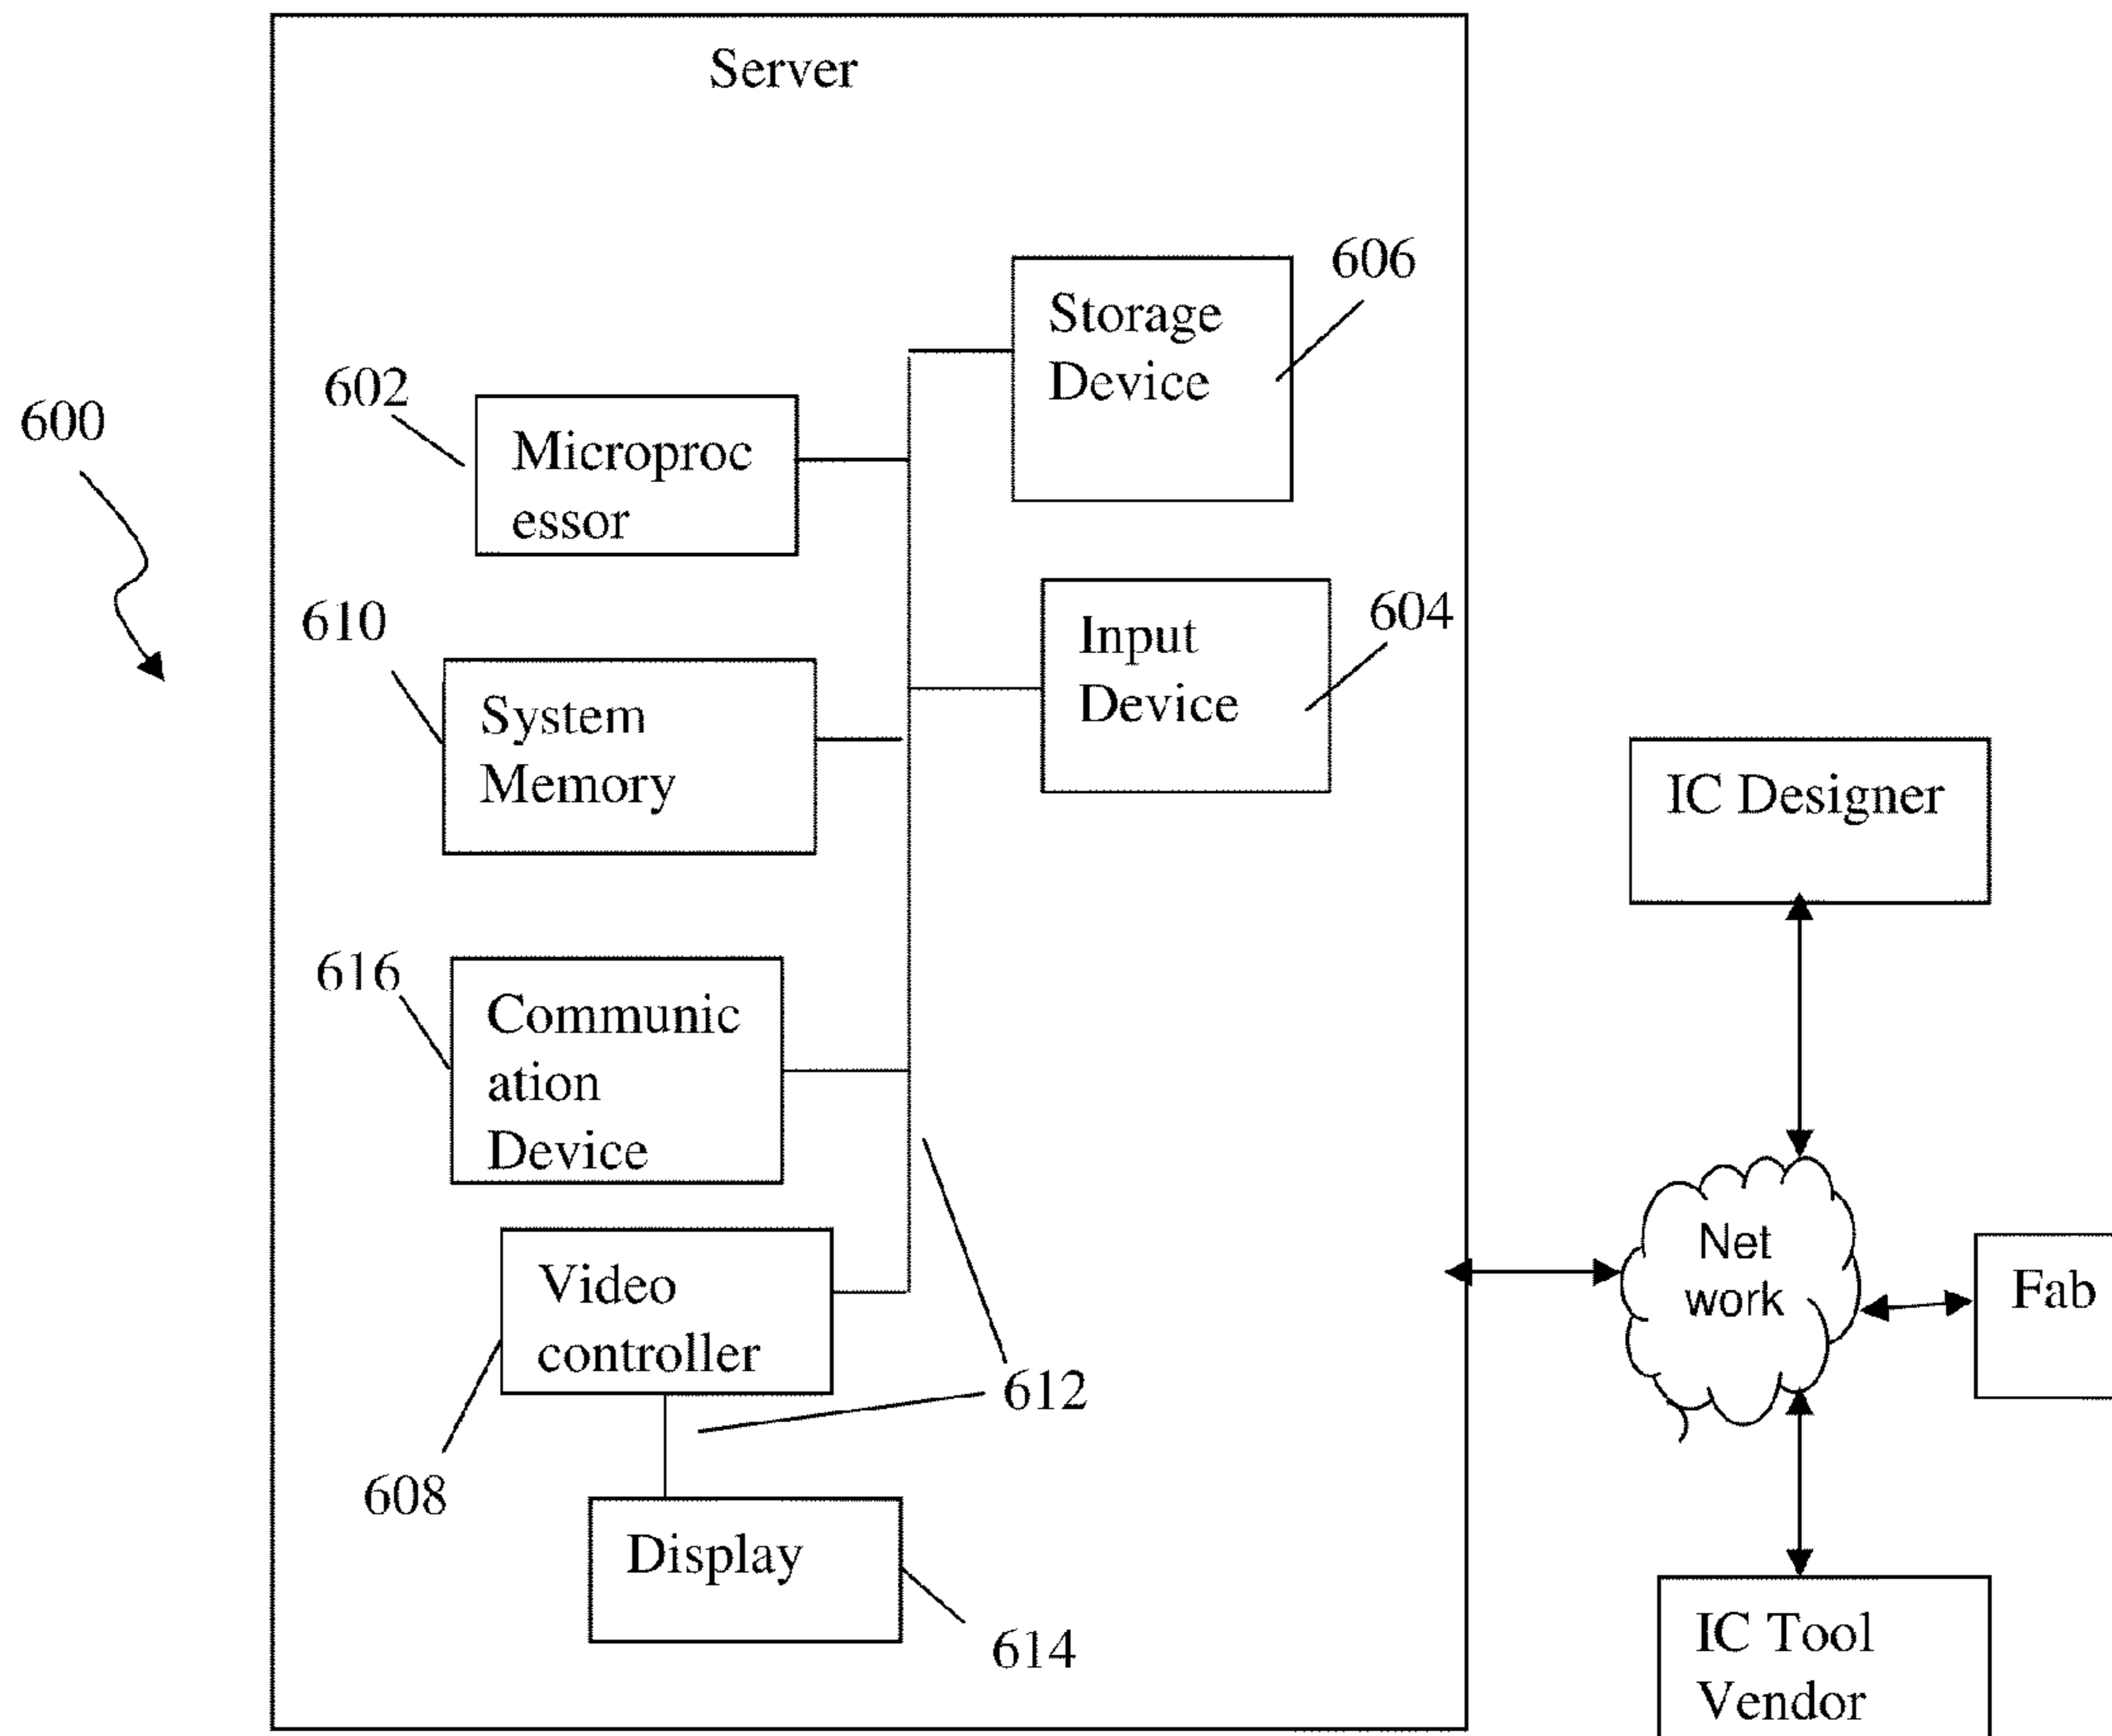 Server
606
Storage
Device
602
600
Microproc
essor
604
610
Input
Device
System
Memory
IC Designer
616
Communic
ation
Device
Net
work
Fab
Video
controller
612
608
Display
614
IC Tool
Vendor